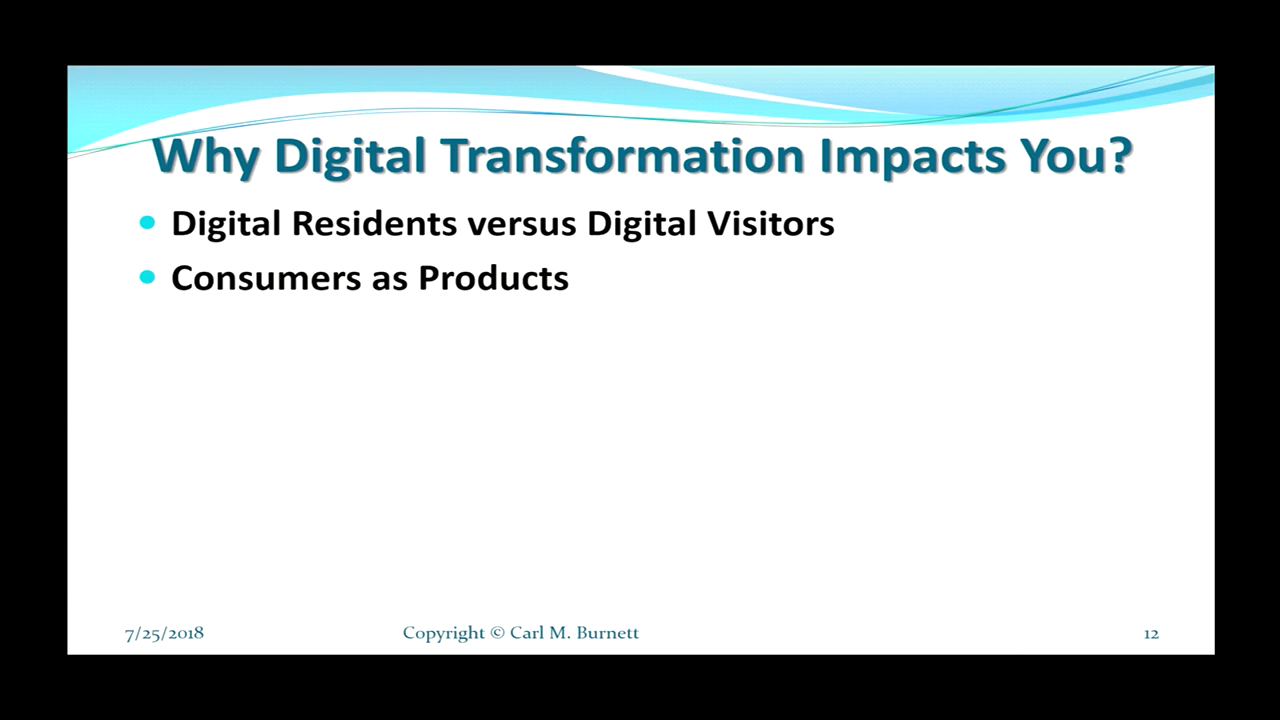 Why Digital Transformation Impacts You?
• Digital Residents versus Digital Visitors
• Consumers as Products
7/25/2018 Copyright © Carl M. Burnett 12